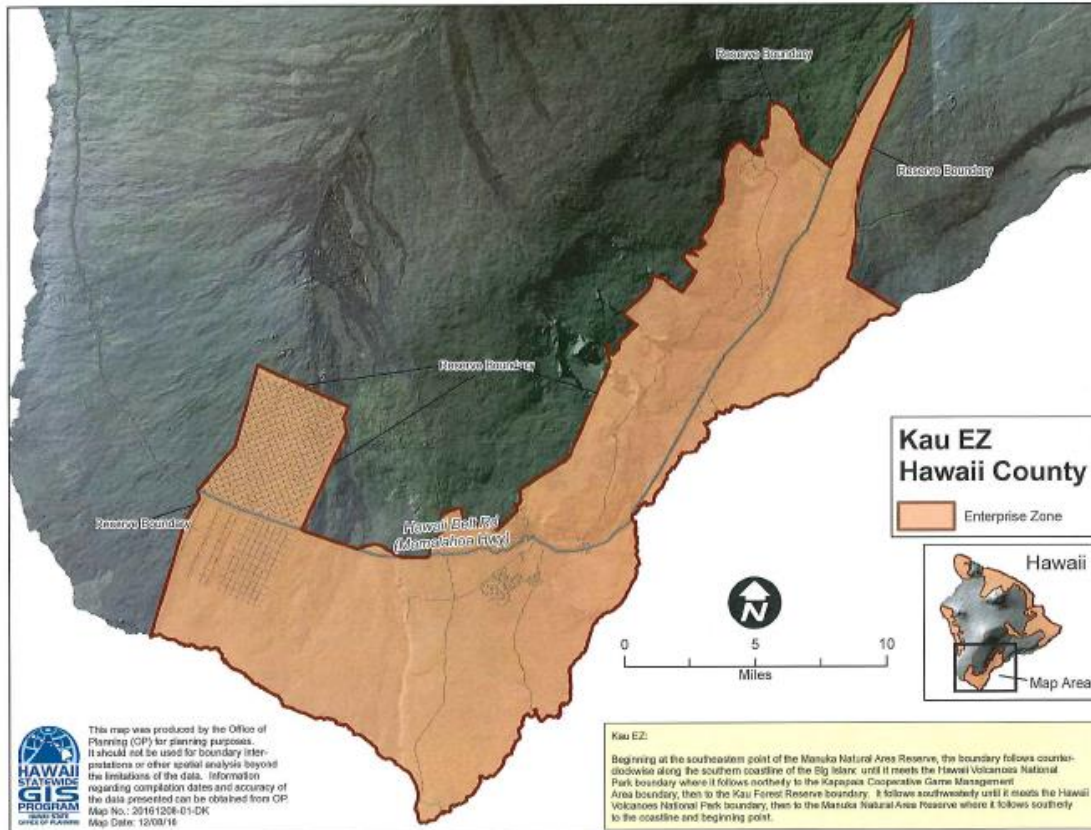 Reserve Boundary
Reserve Boundary
Reserve Boundary
Reserve Boundary
Hawaii Belt Rd
(Mamalahoa Hwy)
Kau EZ
Hawaii County
Enterprise Zone
Hawaii
Map Area
N
0 5 10
Miles
HAWAII
STATEWIDE
GIS
PROGRAM
HAWAII STATE
OFFICE OF PLANNING
This map was produced by the Office of
Planning (OP) for planning purposes.
It should not be used for boundary inter-
pretations or other spatial analysis beyond
the limitations of the data. Information
regarding compilation dates and accuracy of
the data presented can be obtained from OP.
Map No.: 20161208-01-DK
Map Date: 12/08/16
Kau EZ:
Beginning at the southeastern point of the Manuka Natural Area Reserve, the boundary follows counter-
clockwise along the southern coastline of the Big Island until it meets the Hawaii Volcanoes National
Park boundary where it follows northerly to the Kapapala Cooperative Game Management
Area boundary, then to the Kau Forest Reserve boundary. It follows southwesterly until it meets the Hawaii
Volcanoes National Park boundary, then to the Manuka Natural Area Reserve where it follows southerly
to the coastline and beginning point.